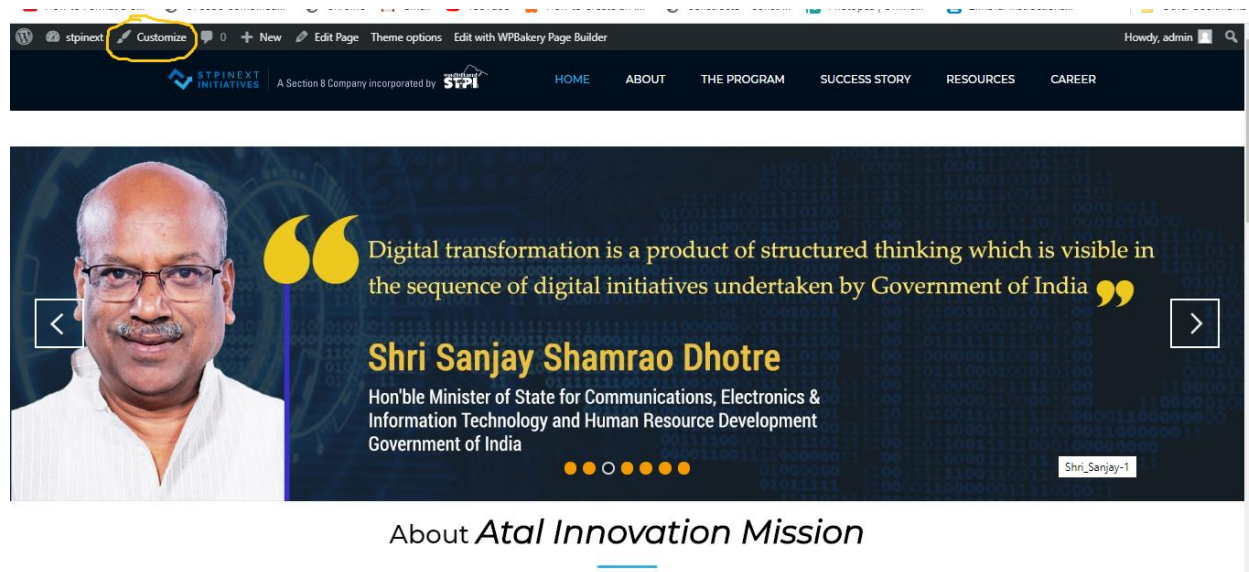 stpinext Customize 0 + New Edit Page Theme options Edit with WPBakery Page Builder Howdy, admin
STPINEXT
INITIATIVES
A Section 8 Company incorporated by
STPI
HOME ABOUT THE PROGRAM SUCCESS STORY RESOURCES CAREER
Digital transformation is a product of structured thinking which is visible in
the sequence of digital initiatives undertaken by Government of India
Shri Sanjay Shamrao Dhotre
Hon'ble Minister of State for Communications, Electronics &
Information Technology and Human Resource Development
Government of India
Shri_Sanjay-1
About Atal Innovation Mission